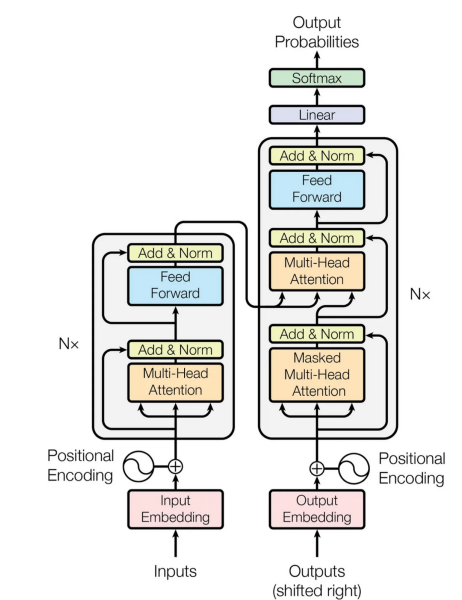 Output
Probabilities
Softmax
Linear
Add & Norm
Feed
Forward
Add & Norm
Multi-Head
Attention
Add & Norm
Masked
Multi-Head
Attention
Nx
Add & Norm
Feed
Forward
Add & Norm
Multi-Head
Attention
N×
Positional
Encoding
Input
Embedding
Inputs
Positional
Encoding
Output
Embedding
Outputs
(shifted right)